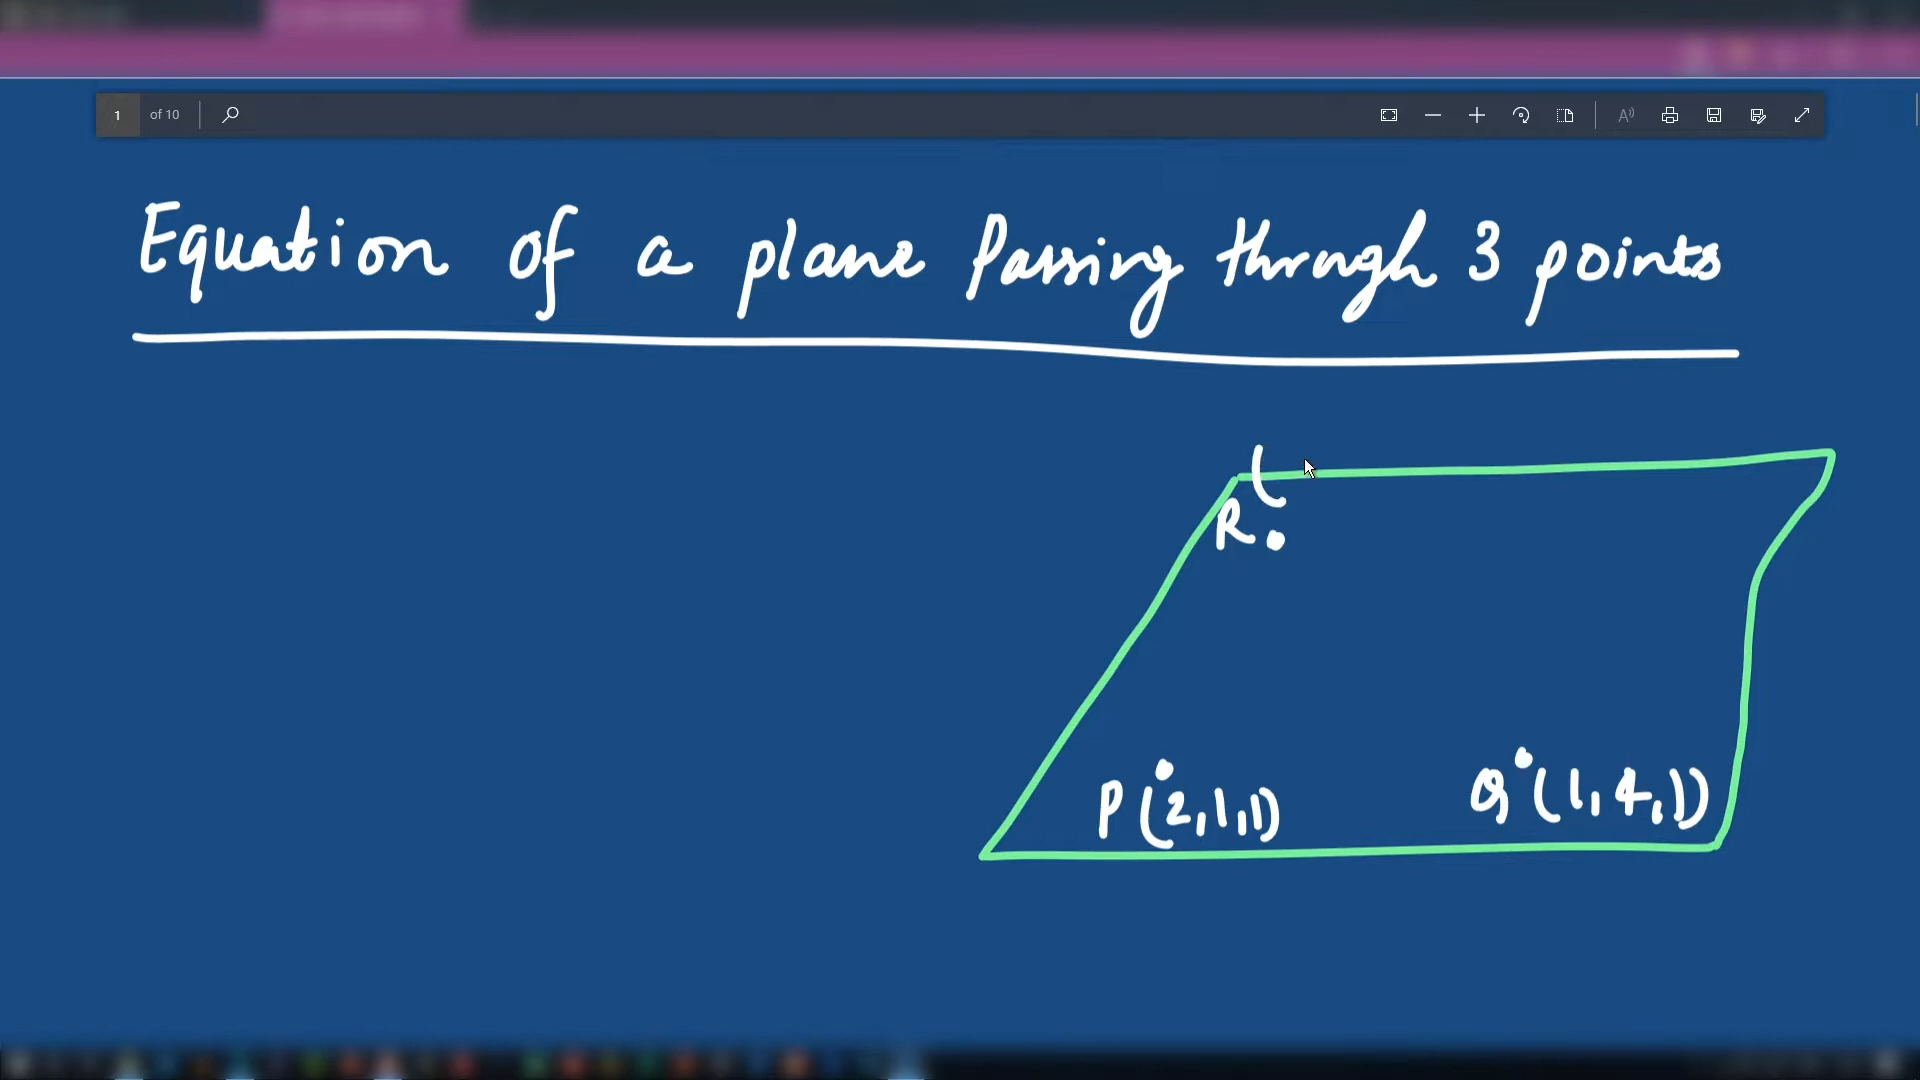 1 of 10
Equation of a plane Passing through 3 points
(
R.
P(2,1,1) Q(1,4,1)